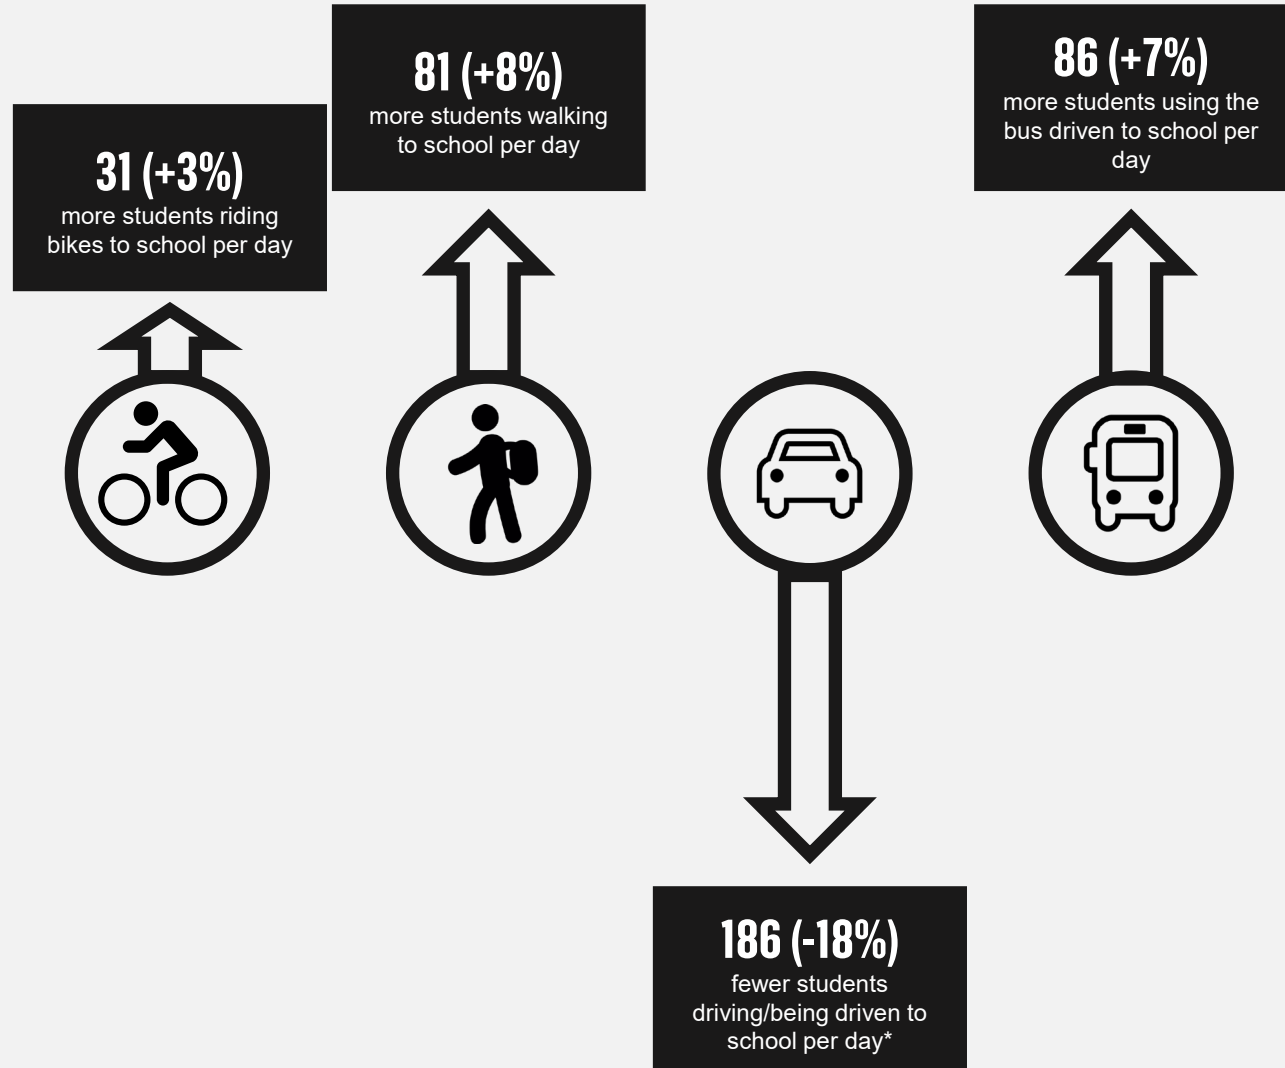 31 (+3%)
more students riding
bikes to school per day
81 (+8%)
more students walking
to school per day
186 (-18%)
fewer students
driving/being driven to
school per day*
86 (+7%)
more students using the
bus driven to school per
day